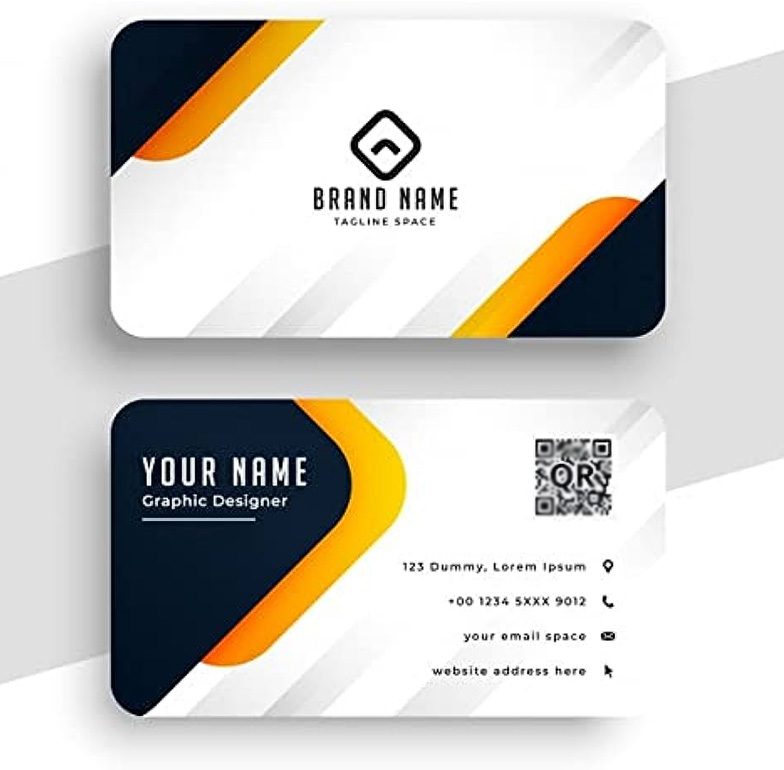 BRAND NAME
TAGLINE SPACE
YOUR NAME
Graphic Designer
QR
123 Dummy, Lorem Ipsum
+00 1234 5XXX 9012
your email space
website address here